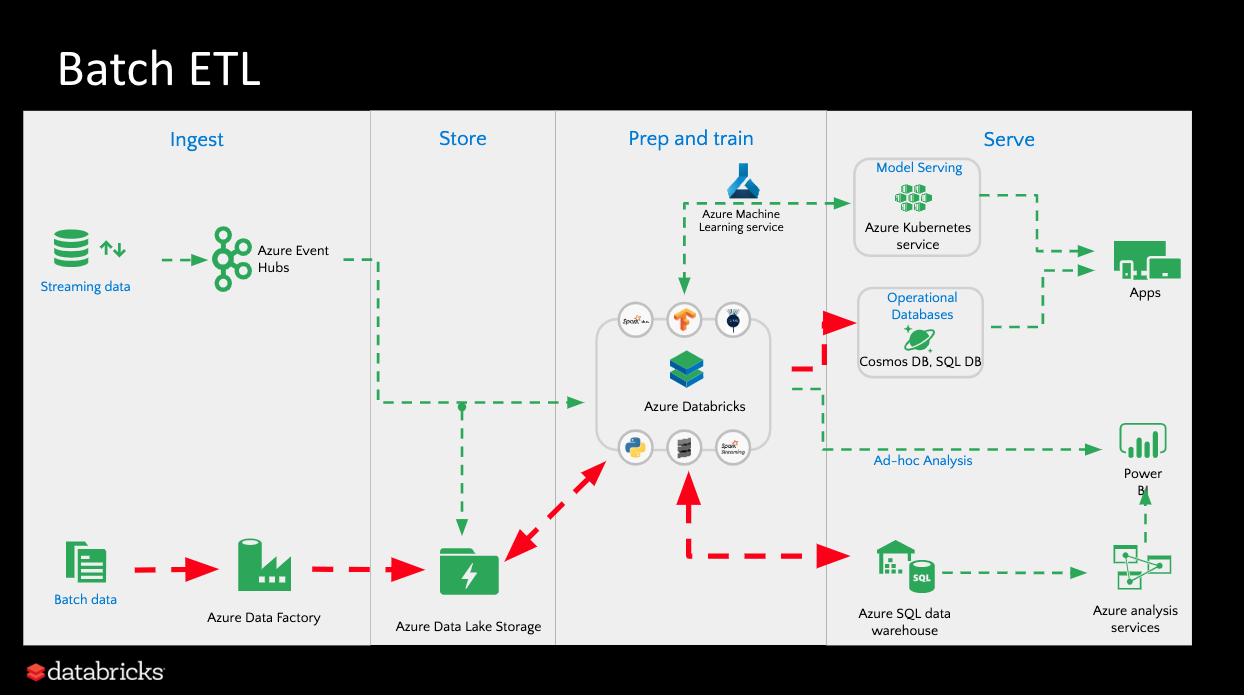 Batch ETL
Ingest
Store
Prep and train
Serve
Streaming data
Azure Event
Hubs
Azure Machine
Learning service
Model Serving
Azure Kubernetes
service
Apps
Operational
Databases
Cosmos DB, SQL DB
Spark
Azure Databricks
Spark
Streaming
Ad-hoc Analysis
Power
BI
Batch data
Azure Data Factory
Azure Data Lake Storage
SQL
Azure SQL data
warehouse
Azure analysis
services
databricks